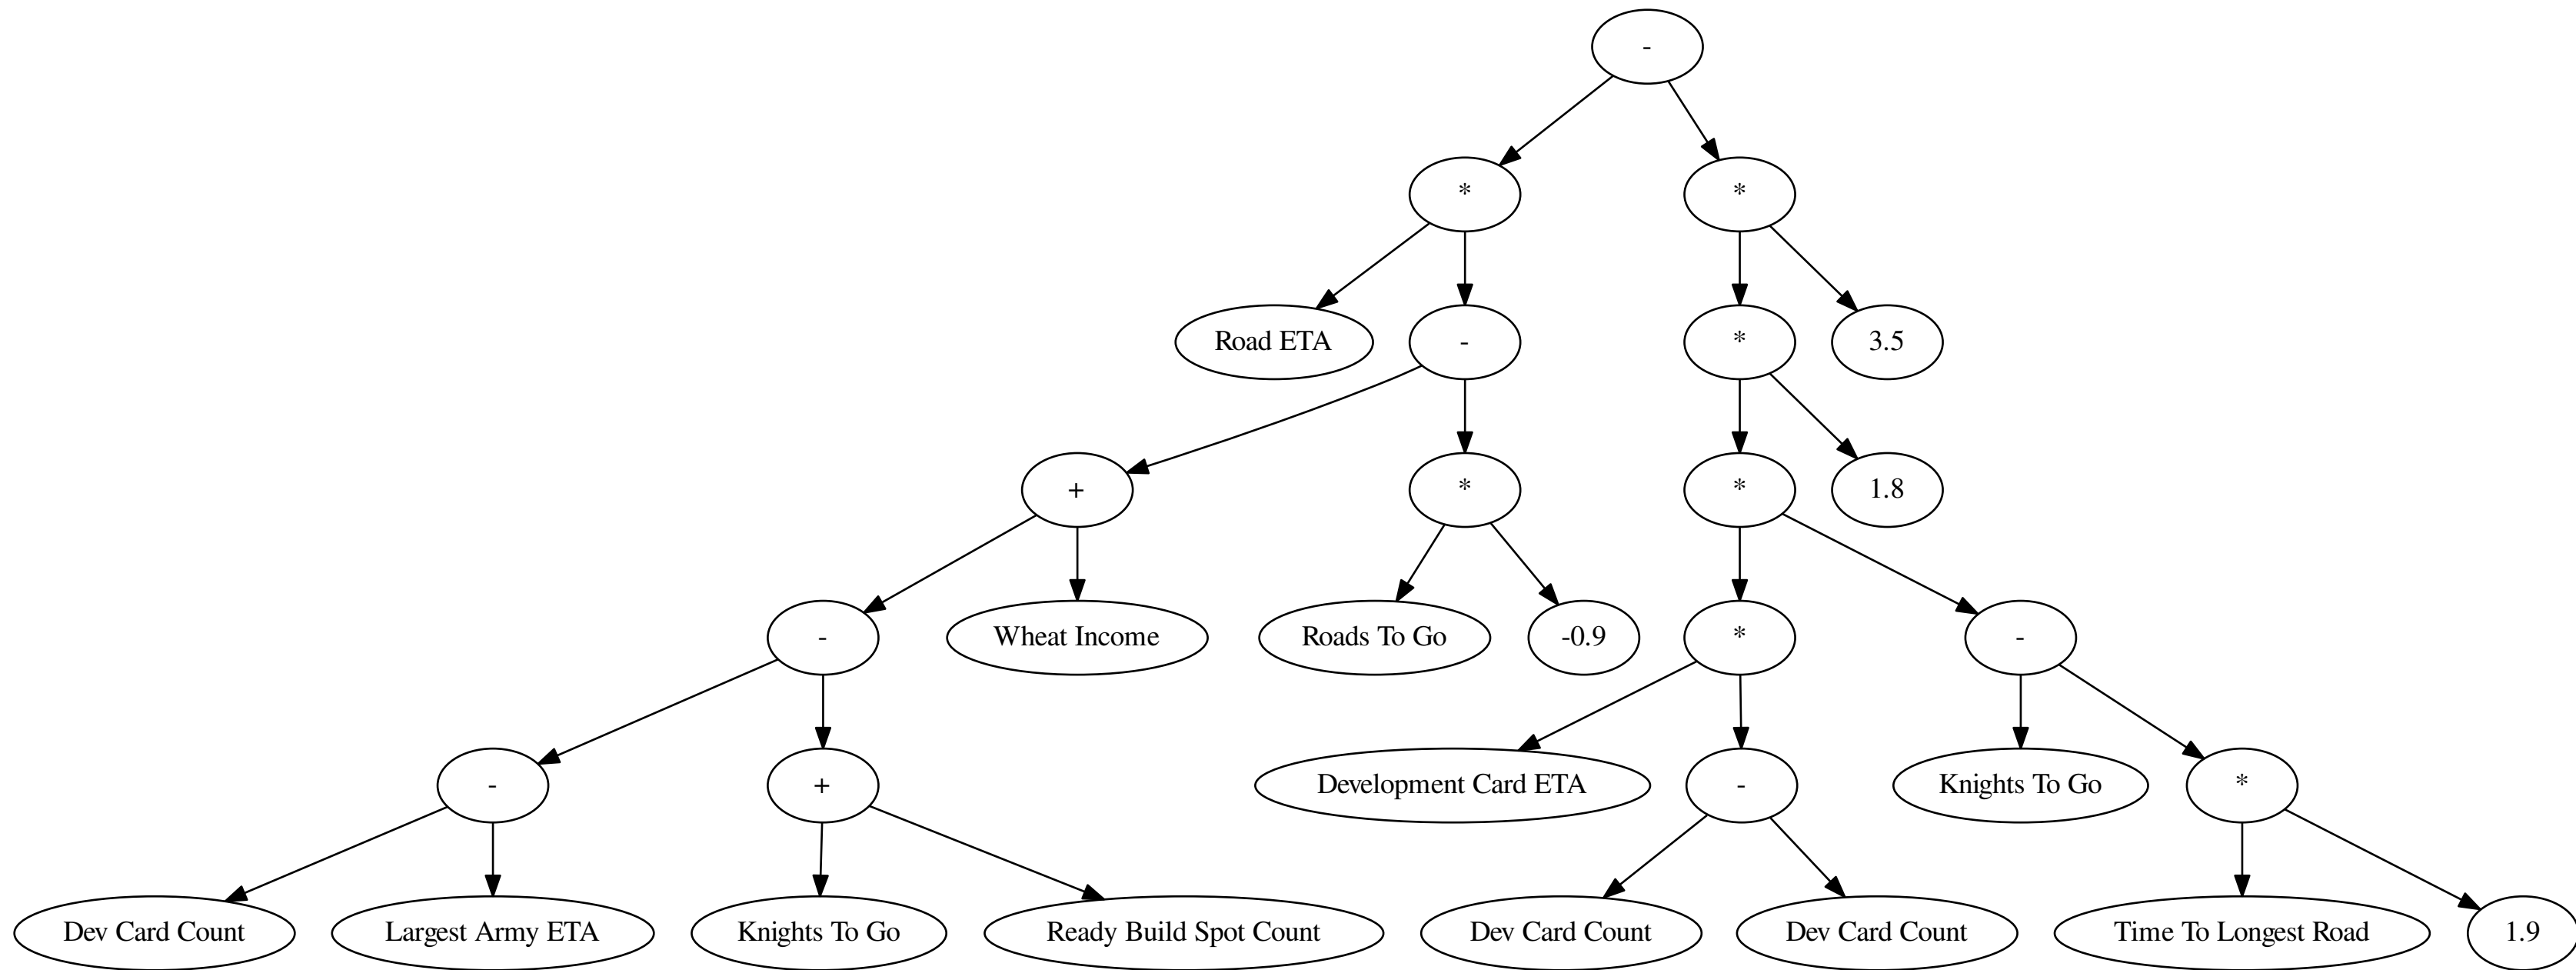 -
* *
Road ETA - * 3.5
+ * * 1.8
- Wheat Income Roads To Go -0.9 * -
- + Development Card ETA - Knights To Go *
Dev Card Count Largest Army ETA Knights To Go Ready Build Spot Count Dev Card Count Dev Card Count Time To Longest Road 1.9